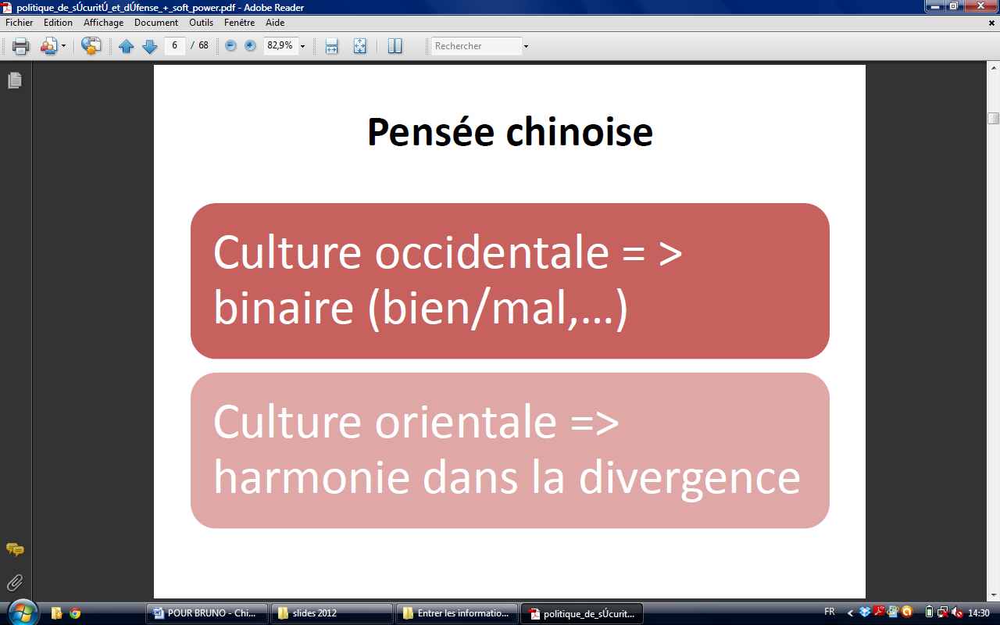 politique_de_sÚcuritÚ_et_dÚfense_+_soft_power.pdf - Adobe Reader
Fichier Edition Affichage Document Outils Fenêtre Aide
6 / 68 82,9% Rechercher
Pensée chinoise
Culture occidentale = >
binaire (bien/mal,...)
Culture orientale =>
harmonie dans la divergence
POUR BRUNO - Chi... slides 2012 Entrer les informatio... politique_de_sÚcurit... FR 14:30